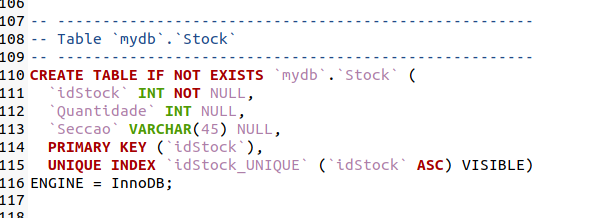 106
107 -- -----------------------------------------------------
108 -- Table `mydb`.`Stock`
109 -- -----------------------------------------------------
110 CREATE TABLE IF NOT EXISTS `mydb`.`Stock` (
111   `idStock` INT NOT NULL,
112   `Quantidade` INT NULL,
113   `Seccao` VARCHAR(45) NULL,
114   PRIMARY KEY (`idStock`),
115   UNIQUE INDEX `idStock_UNIQUE` (`idStock` ASC) VISIBLE)
116 ENGINE = InnoDB;
117
118